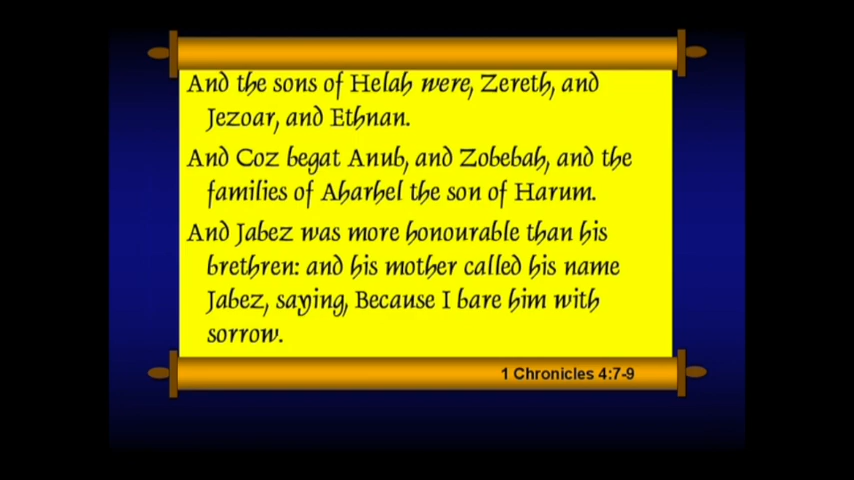 And the sons of Helah were, Zereth, and
Jezoar, and Ethnan.
And Coz begat Anub, and Zobebah, and the
families of Aharhel the son of Harum.
And Jabez was more honourable than his
brethren: and his mother called his name
Jabez, saying, Because I bare him with
sorrow.
1 Chronicles 4:7-9